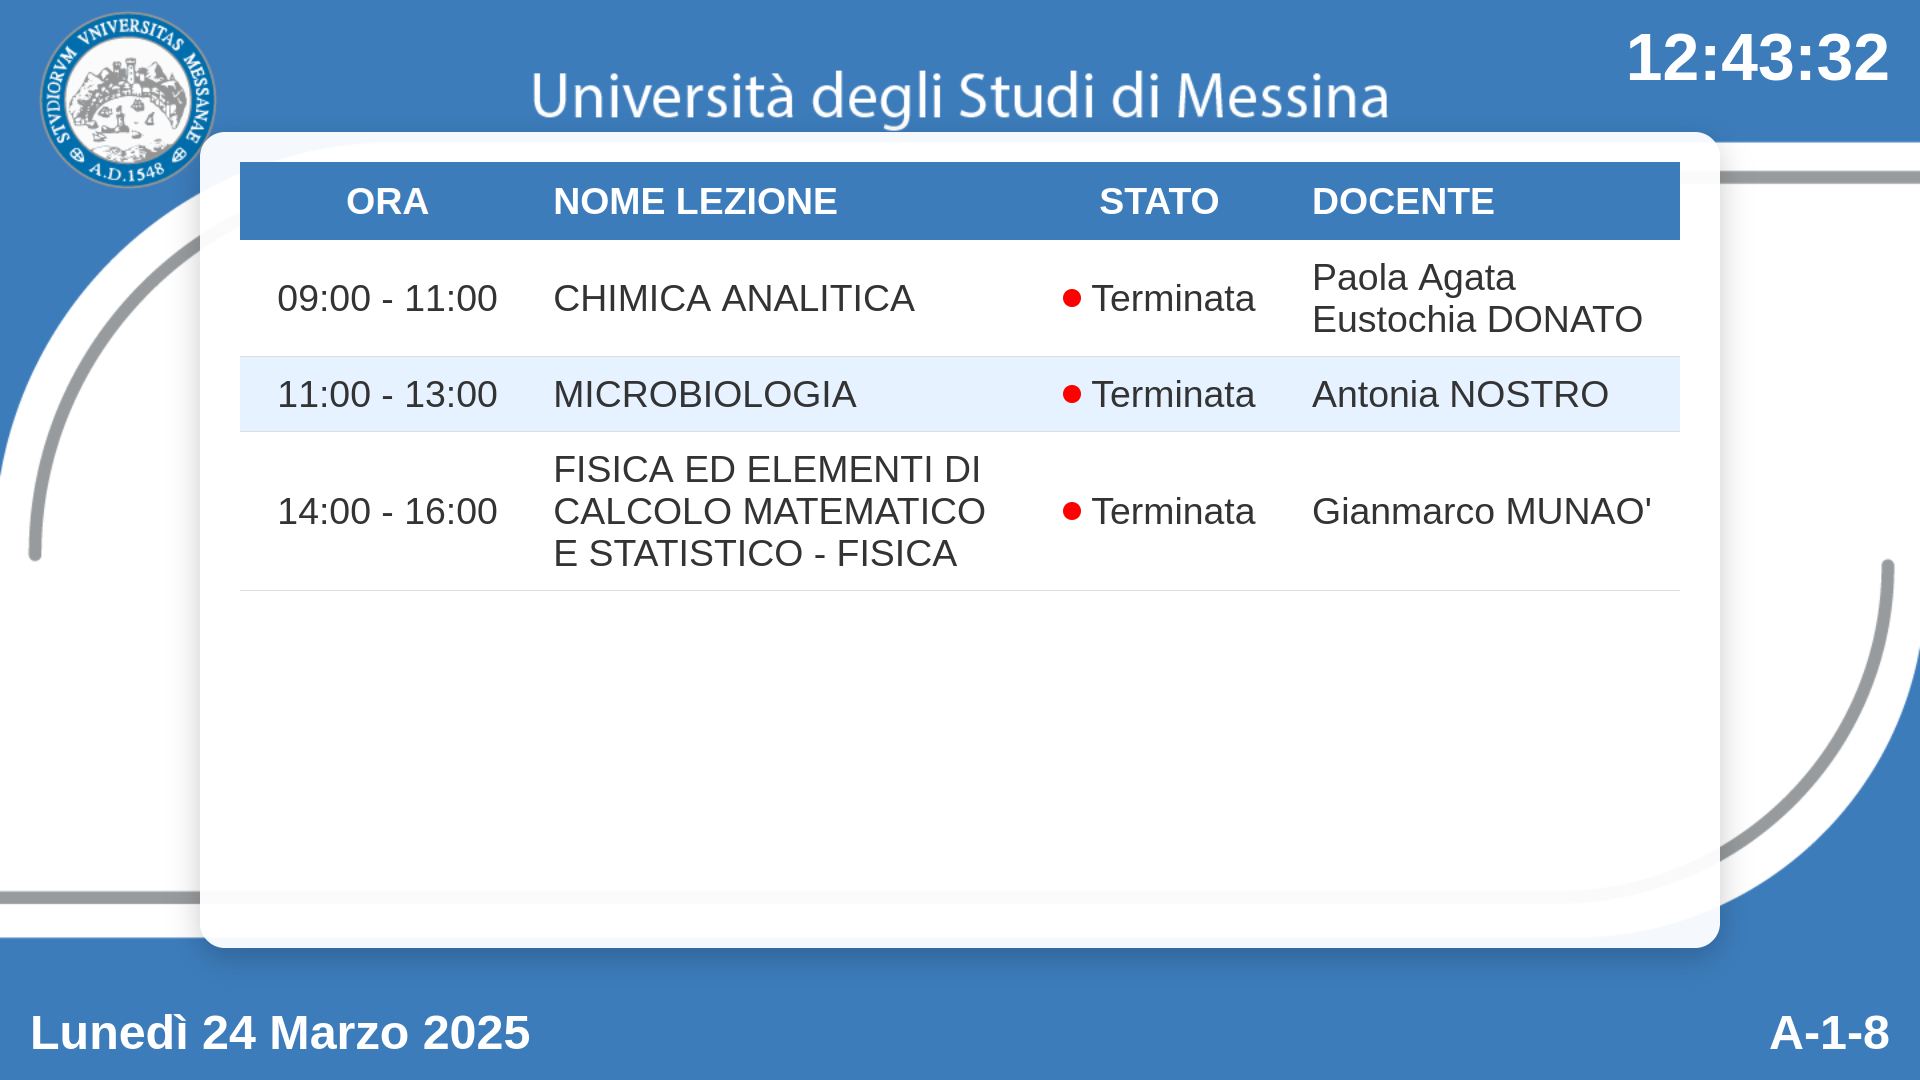 STVDIORVM VNIVERSITAS MESSANAE
A.D.1548
Università degli Studi di Messina
12:43:32
ORA NOME LEZIONE STATO DOCENTE
09:00 - 11:00 CHIMICA ANALITICA Terminata Paola Agata
Eustochia DONATO
11:00 - 13:00 MICROBIOLOGIA Terminata Antonia NOSTRO
FISICA ED ELEMENTI DI
14:00 - 16:00 CALCOLO MATEMATICO Terminata Gianmarco MUNAO'
E STATISTICO - FISICA
Lunedì 24 Marzo 2025
A-1-8